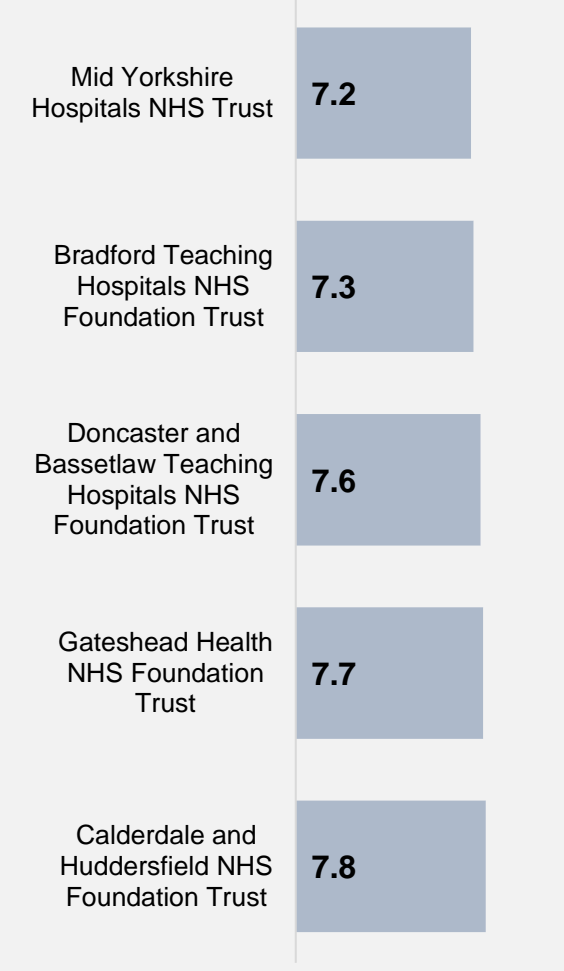 Mid Yorkshire
Hospitals NHS Trust
7.2
Bradford Teaching
Hospitals NHS
Foundation Trust
7.3
Doncaster and
Bassetlaw Teaching
Hospitals NHS
Foundation Trust
7.6
Gateshead Health
NHS Foundation
Trust
7.7
Calderdale and
Huddersfield NHS
Foundation Trust
7.8